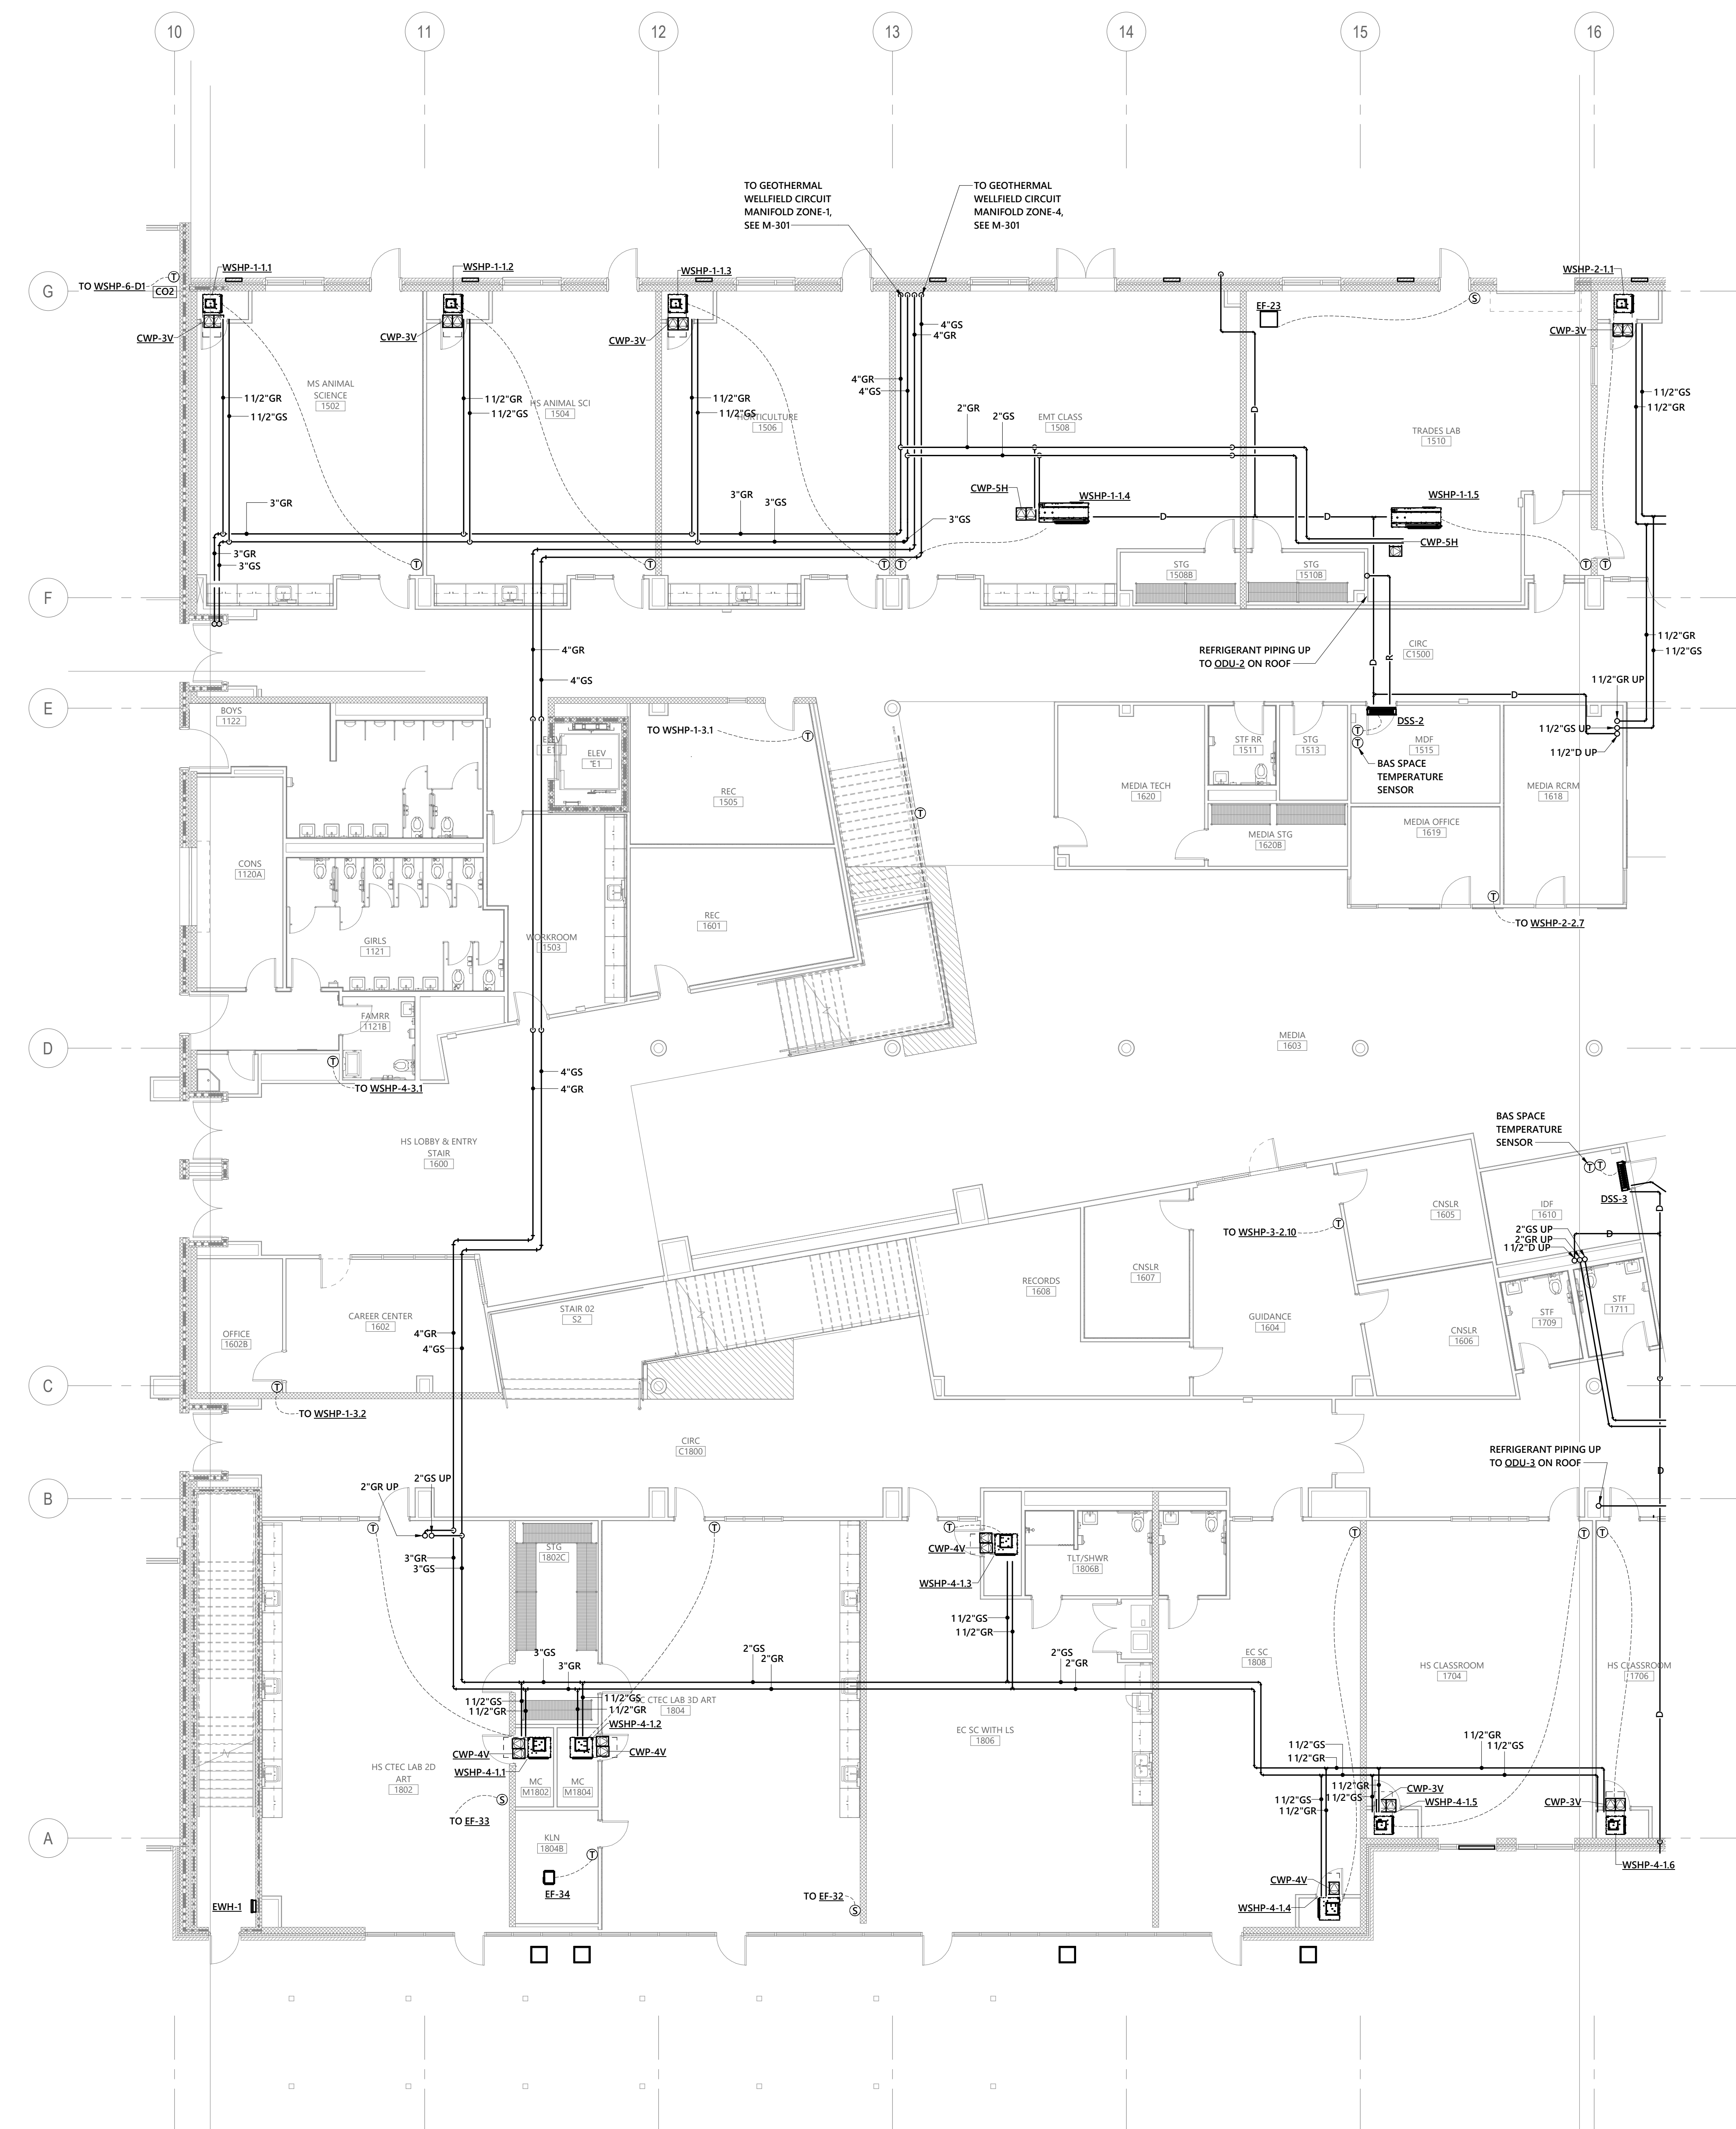 10
11
12
13
14
15
16
TO GEOTHERMAL
WELLFIELD CIRCUIT
MANIFOLD ZONE-1,
SEE M-301
TO GEOTHERMAL
WELLFIELD CIRCUIT
MANIFOLD ZONE-4,
SEE M-301
G
TO WSHP-6-D1
T
CO2
WSHP-1-1.1
WSHP-1-1.2
WSHP-1-1.3
WSHP-2-1.1
EF-23
S
CWP-3V
CWP-3V
CWP-3V
CWP-3V
4"GS
4"GR
4"GR
4"GS
MS ANIMAL
SCIENCE
1502
1 1/2"GR
1 1/2"GS
HS ANIMAL SCI
1504
1 1/2"GR
1 1/2"GS
HORTICULTURE
1506
1 1/2"GR
1 1/2"GS
2"GR
2"GS
EMT CLASS
1508
D
TRADES LAB
1510
1 1/2"GS
1 1/2"GR
CWP-5H
WSHP-1-1.4
WSHP-1-1.5
3"GR
3"GR
3"GS
3"GS
D
D
CWP-5H
3"GR
3"GS
T
T
T
T
T
T
STG
1508B
STG
1510B
F
REFRIGERANT PIPING UP
TO ODU-2 ON ROOF
D
R
CIRC
C1500
1 1/2"GR
1 1/2"GS
4"GR
4"GS
1 1/2"GR UP
1 1/2"GS UP
1 1/2"D UP
D
E
BOYS
1122
ELEV
E1
ELEV
"E1
TO WSHP-1-3.1
T
REC
1505
STF RR
1511
STG
1513
DSS-2
T
T
MDF
1515
BAS SPACE
TEMPERATURE
SENSOR
MEDIA TECH
1620
MEDIA RCRM
1618
T
MEDIA STG
1620B
MEDIA OFFICE
1619
CONS
1120A
T
TO WSHP-2-2.7
REC
1601
GIRLS
1121
WORKROOM
1503
FAMRR
1121B
D
MEDIA
1603
T
TO WSHP-4-3.1
4"GS
4"GR
HS LOBBY & ENTRY
STAIR
1600
BAS SPACE
TEMPERATURE
SENSOR
T
T
DSS-3
CNSLR
1605
IDF
1610
D
TO WSHP-3-2.10
T
2"GS UP
2"GR UP
1 1/2"D UP
D
CNSLR
1607
RECORDS
1608
STF
1711
STF
1709
GUIDANCE
1604
CNSLR
1606
OFFICE
1602B
CAREER CENTER
1602
STAIR 02
S2
4"GR
4"GS
C
T
TO WSHP-1-3.2
CIRC
C1800
REFRIGERANT PIPING UP
TO ODU-3 ON ROOF
D
B
2"GS UP
2"GR UP
T
T
T
T
T
T
3"GR
3"GS
STG
1802C
CWP-4V
WSHP-4-1.3
TLT/SHWR
1806B
1 1/2"GS
1 1/2"GR
3"GS
3"GR
2"GS
2"GR
2"GS
2"GR
EC SC
1808
HS CLASSROOM
1704
HS CLASSROOM
1706
1 1/2"GS
1 1/2"GR
1 1/2"GS
1 1/2"GR
CTEC LAB 3D ART
1804
WSHP-4-1.2
EC SC WITH LS
1806
D
1 1/2"GR
1 1/2"GS
1 1/2"GS
1 1/2"GR
CWP-4V
CWP-4V
WSHP-4-1.1
HS CTEC LAB 2D
ART
1802
MC
M1802
MC
M1804
1 1/2"GR
1 1/2"GS
CWP-3V
WSHP-4-1.5
CWP-3V
1 1/2"GS
1 1/2"GR
S
TO EF-33
A
KLN
1804B
T
EF-34
WSHP-4-1.6
CWP-4V
WSHP-4-1.4
TO EF-32
S
EWH-1